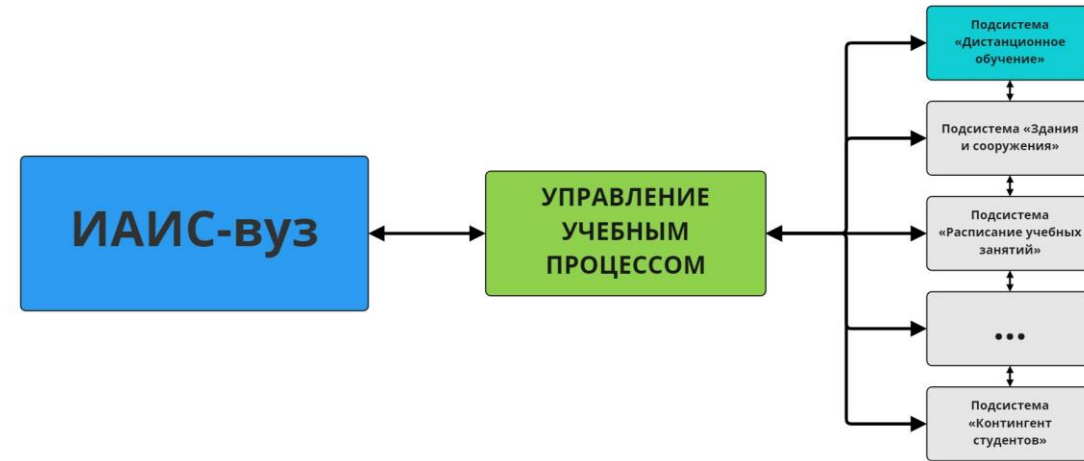 ИАИС-вуз
УПРАВЛЕНИЕ
УЧЕБНЫМ
ПРОЦЕССОМ
Подсистема
«Дистанционное
обучение»
Подсистема «Здания
и сооружения»
Подсистема
«Расписание учебных
занятий»
...
Подсистема
«Контингент
студентов»